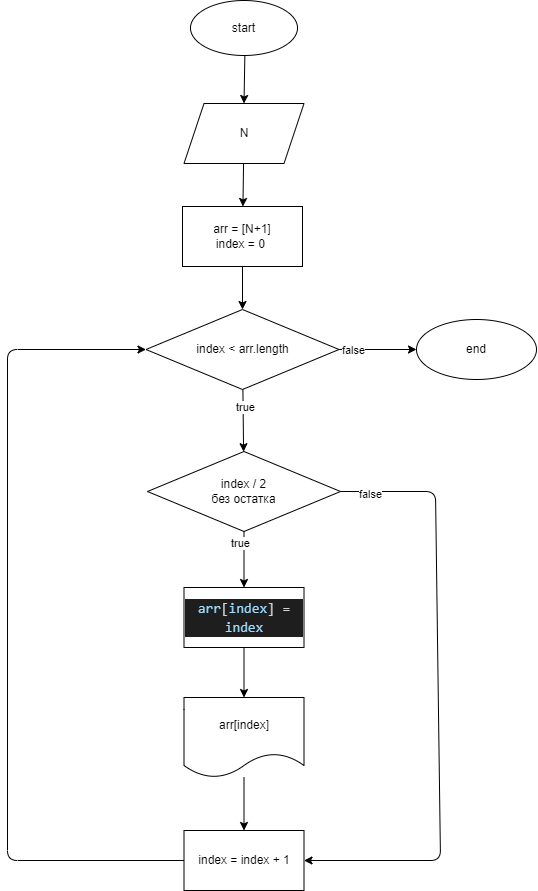 start
N
arr = [N+1]
index = 0
index < arr.length
false
end
true
index / 2
без остатка
false
true
arr[index] =
index
arr[index]
index = index + 1